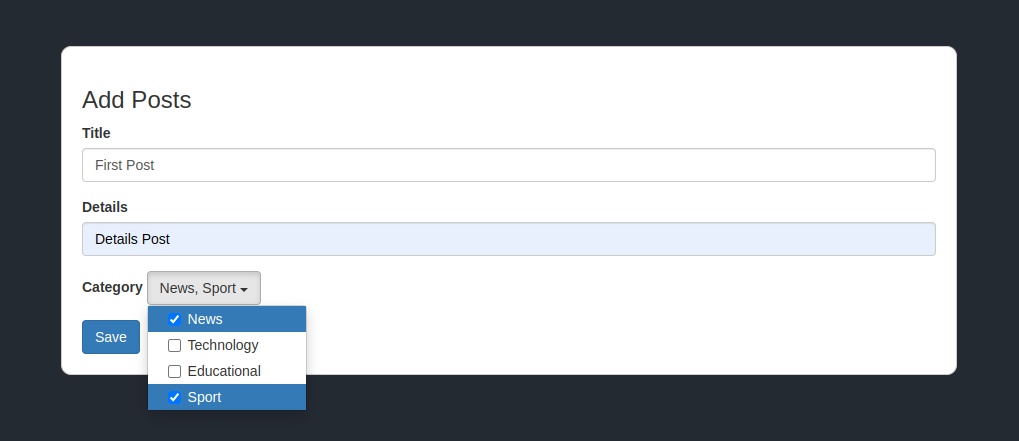 Add Posts
Title
First Post
Details
Details Post
Category News, Sport
News
Save
Technology
Educational
Sport